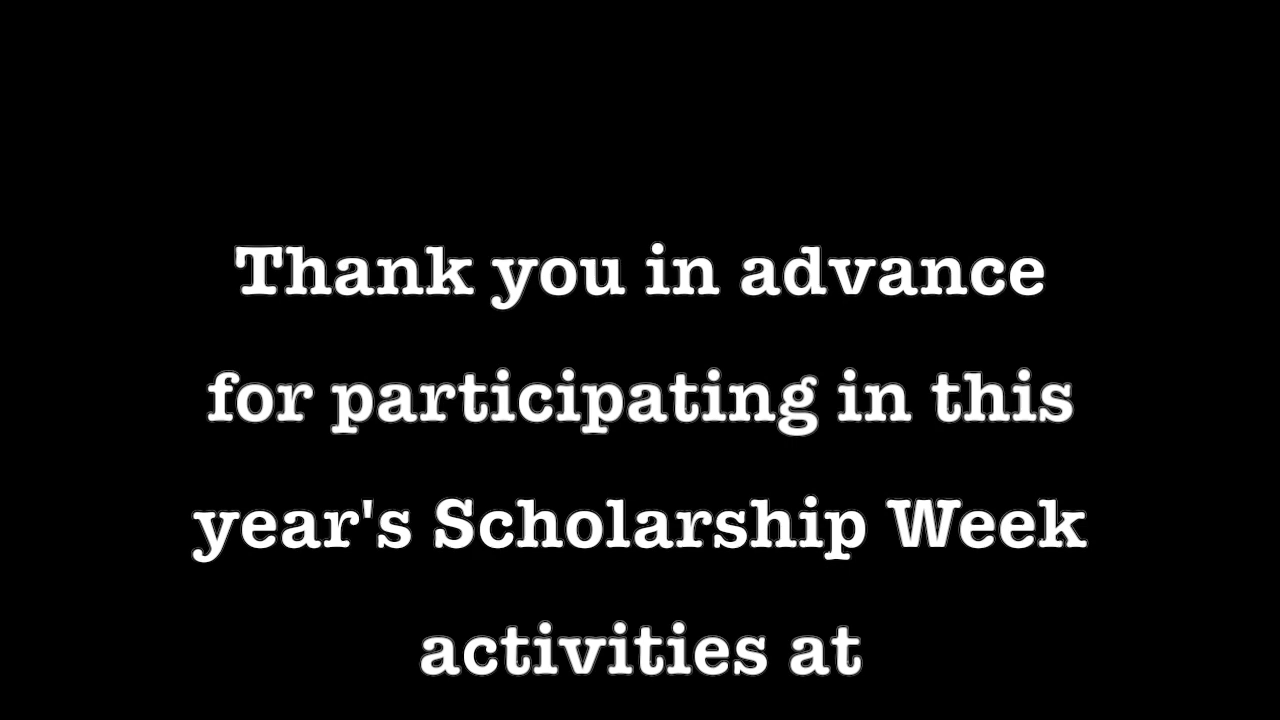 Thank you in advance
for participating in this
year's Scholarship Week
activities at